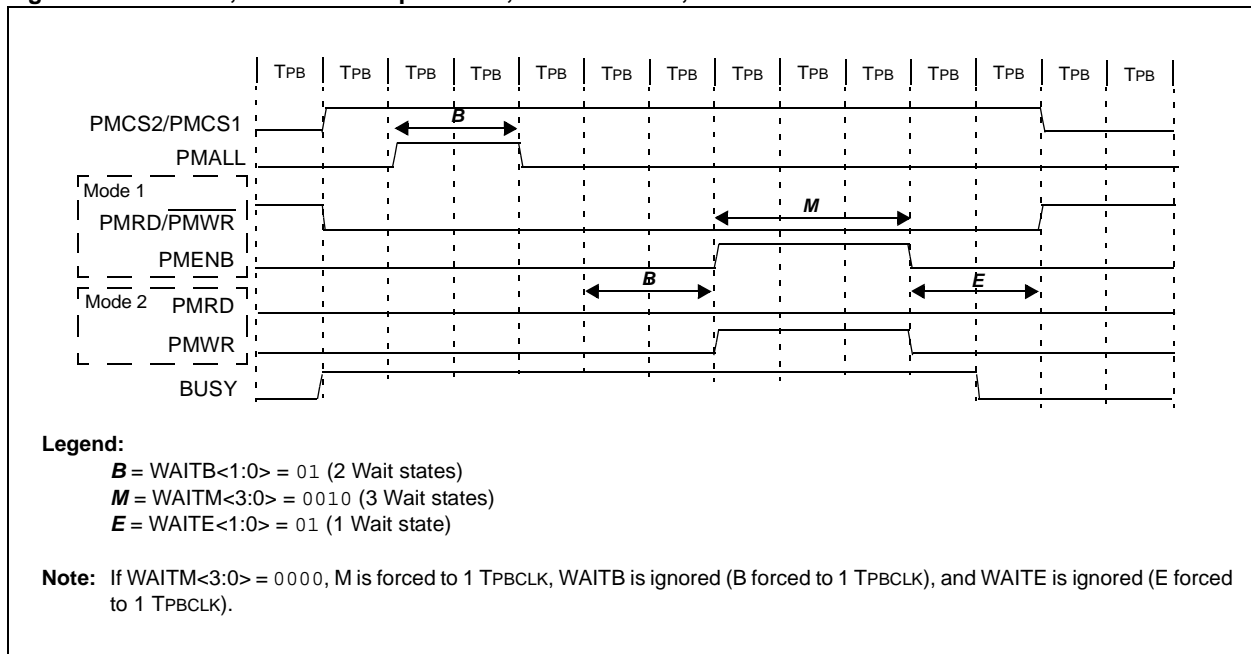 TPB TPB TPB TPB TPB TPB TPB TPB TPB TPB TPB TPB TPB TPB
PMCS2/PMCS1
B
PMALL
Mode 1
M
PMRD/PMWR
PMENB
B
E
Mode 2
PMRD
PMWR
BUSY
Legend:
B = WAITB<1:0> = 01 (2 Wait states)
M = WAITM<3:0> = 0010 (3 Wait states)
E = WAITE<1:0> = 01 (1 Wait state)
Note: If WAITM<3:0> = 0000, M is forced to 1 TPBCLK, WAITB is ignored (B forced to 1 TPBCLK), and WAITE is ignored (E forced
to 1 TPBCLK).